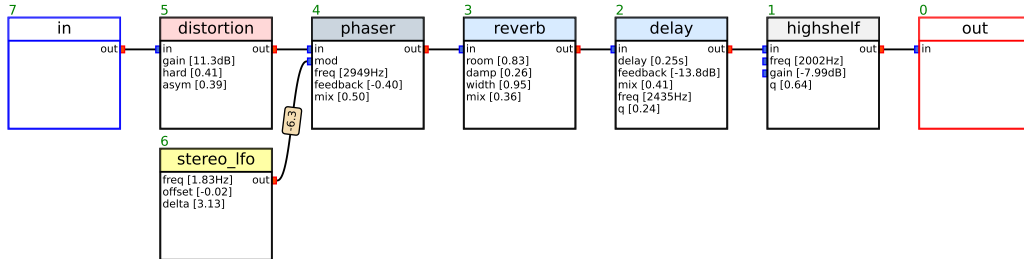 7
in
out
5
distortion
in
out
gain [11.3dB]
hard [0.41]
asym [0.39]
4
phaser
in
out
mod
freq [2949Hz]
feedback [-0.40]
mix [0.50]
3
reverb
in
out
room [0.83]
damp [0.26]
width [0.95]
mix [0.36]
2
delay
in
out
delay [0.25s]
feedback [-13.8dB]
mix [0.41]
freq [2435Hz]
q [0.24]
1
highshelf
in
out
freq [2002Hz]
gain [-7.99dB]
q [0.64]
0
out
in
-6.3
6
stereo_lfo
freq [1.83Hz]
out
offset [-0.02]
delta [3.13]